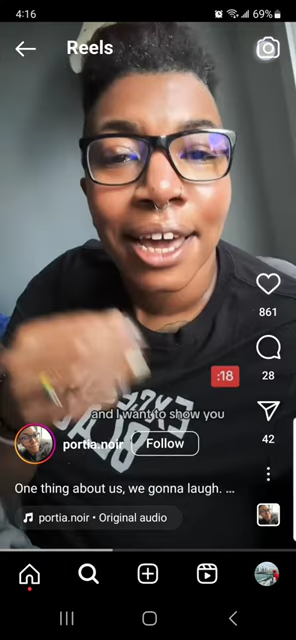 4:16
69%
Reels
861
:18
28
and I want to show you
42
portia.noir
Follow
One thing about us, we gonna laugh. ...
portia.noir • Original audio